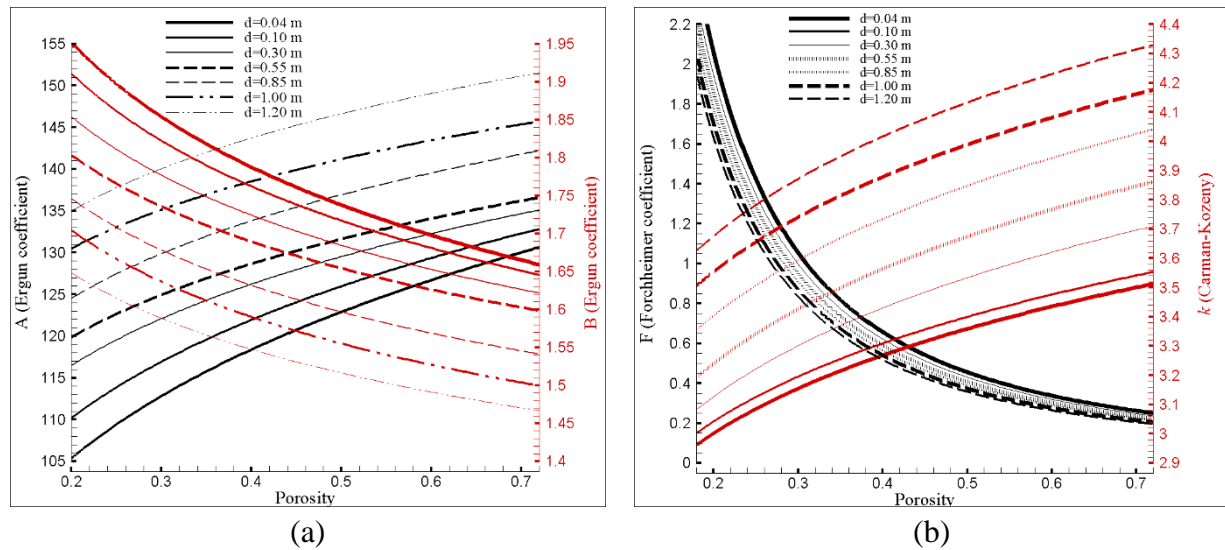 d=0.04 m
d=0.10 m
d=0.30 m
d=0.55 m
d=0.85 m
d=1.00 m
d=1.20 m
A (Ergun coefficient)
155
150
145
140
135
130
125
120
115
110
105
1.95
1.9
1.85
1.8
1.75
1.7
1.65
1.6
1.55
1.5
1.45
1.4
B (Ergun coefficient)
0.2
0.3
0.4
0.5
0.6
0.7
Porosity
(a)
d=0.04 m
d=0.10 m
d=0.30 m
d=0.55 m
d=0.85 m
d=1.00 m
d=1.20 m
F (Forchheimer coefficient)
2.2
2
1.8
1.6
1.4
1.2
1
0.8
0.6
0.4
0.2
0
4.4
4.3
4.2
4.1
4
3.9
3.8
3.7
3.6
3.5
3.4
3.3
3.2
3.1
3
2.9
k (Carman-Kozeny)
0.2
0.3
0.4
0.5
0.6
0.7
Porosity
(b)